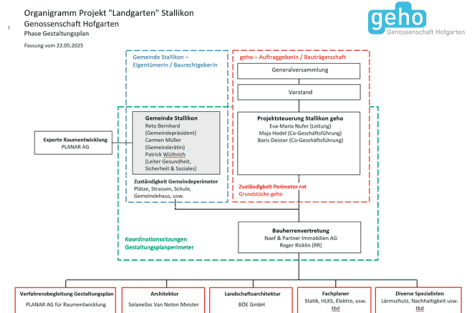 Organigramm Projekt "Landgarten" Stallikon
Genossenschaft Hofgarten
Phase Gestaltungsplan
Fassung vom 22.05.2025
geho
Genossenschaft Hofgarten
Gemeinde Stallikon –
Eigentümerin / Baurechtgeberin
geho – Auftraggeberin / Bauträgerschaft
Generalversammlung
Vorstand
Gemeinde Stallikon
Reto Bernhard
(Gemeindepräsident)
Carmen Müller
(Gemeinderätin)
Patrick Wüthrich
(Leiter Gesundheit,
Sicherheit & Soziales)
Projektsteuerung Stallikon geho
Eva-Maria Nufer (Leitung)
Maja Hodel (Co-Geschäftsführung)
Boris Deister (Co-Geschäftsführung)
Experte Raumentwicklung
PLANAR AG
Zuständigkeit Gemeindeperimeter
Plätze, Strassen, Schule,
Gemeindehaus, usw.
Zuständigkeit Perimeter rot
Grundstücke geho
Bauherrenvertretung
Naef & Partner Immobilien AG
Roger Ricklin (RR)
Koordinationssitzungen
Gestaltungsplanperimeter
Verfahrensbegleitung Gestaltungsplan
PLANAR AG für Raumentwicklung
Architektur
Salanellas Van Noten Meister
Landschaftsarchitektur
BÖE GmbH
Fachplaner
Statik, HLKS, Elektro, usw.
tbd
Diverse Spezialisten
Lärmschutz, Nachhaltigkeit usw.
tbd